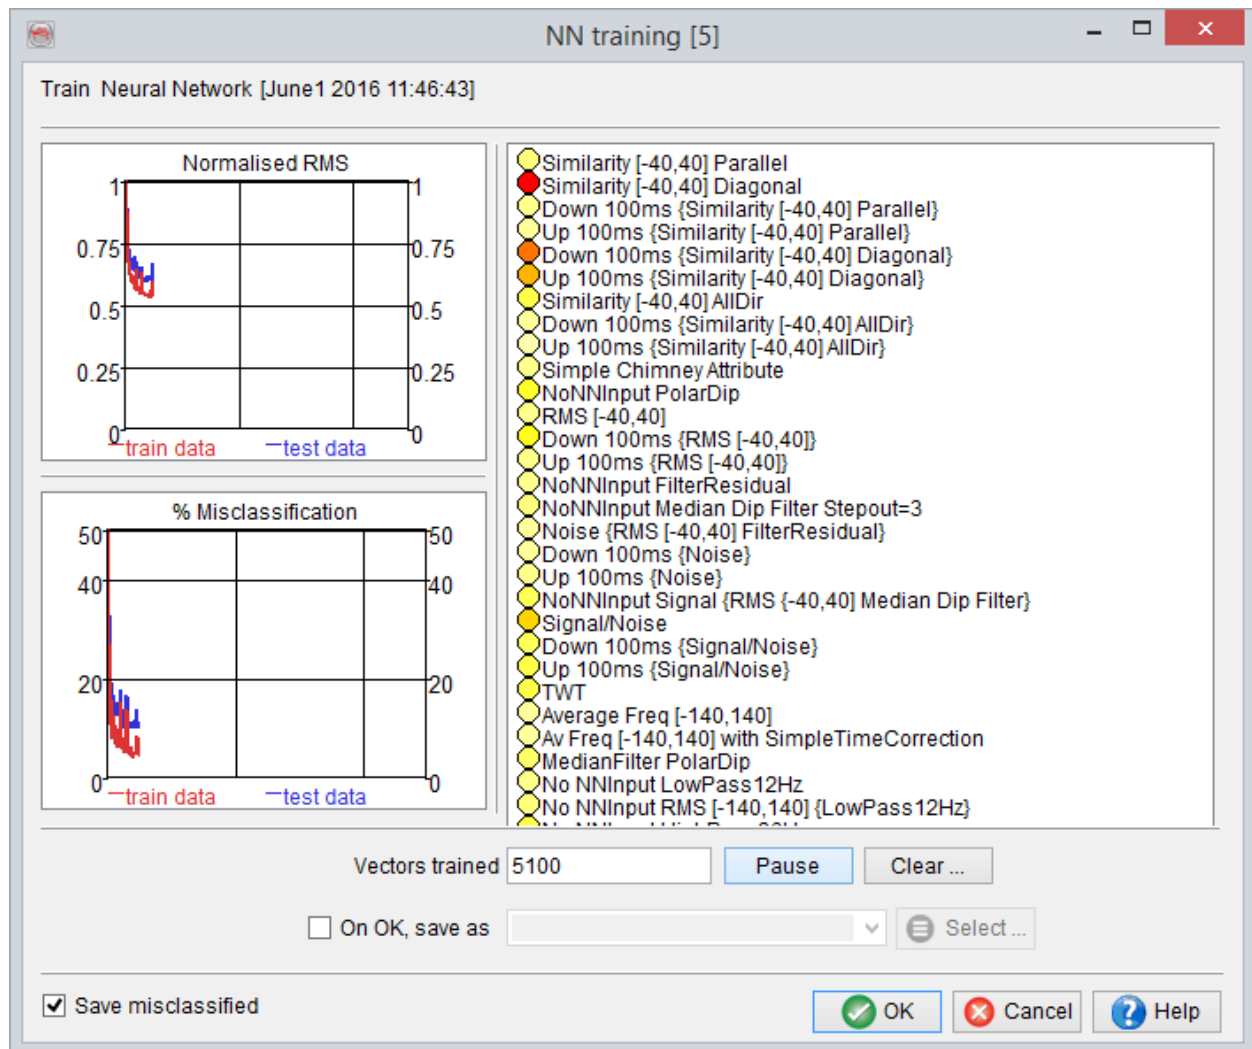 NN training [5]
Train Neural Network [June1 2016 11:46:43]
Normalised RMS
1 1
0.75 0.75
0.5 0.5
0.25 0.25
0 0
train data test data
% Misclassification
50 50
40 40
20 20
0 0
train data test data
Similarity [-40,40] Parallel
Similarity [-40,40] Diagonal
Down 100ms {Similarity [-40,40] Parallel}
Up 100ms {Similarity [-40,40] Parallel}
Down 100ms {Similarity [-40,40] Diagonal}
Up 100ms {Similarity [-40,40] Diagonal}
Similarity [-40,40] AllDir
Down 100ms {Similarity [-40,40] AllDir}
Up 100ms {Similarity [-40,40] AllDir}
Simple Chimney Attribute
NoNNInput PolarDip
RMS [-40,40]
Down 100ms {RMS [-40,40]}
Up 100ms {RMS [-40,40]}
NoNNInput FilterResidual
NoNNInput Median Dip Filter Stepout=3
Noise {RMS [-40,40] FilterResidual}
Down 100ms {Noise}
Up 100ms {Noise}
NoNNInput Signal {RMS {-40,40] Median Dip Filter}
Signal/Noise
Down 100ms {Signal/Noise}
Up 100ms {Signal/Noise}
TWT
Average Freq [-140,140]
Av Freq [-140,140] with SimpleTimeCorrection
MedianFilter PolarDip
No NNInput LowPass12Hz
No NNInput RMS [-140,140] {LowPass12Hz}
Vectors trained 5100 Pause Clear ...
On OK, save as Select ...
Save misclassified OK Cancel Help